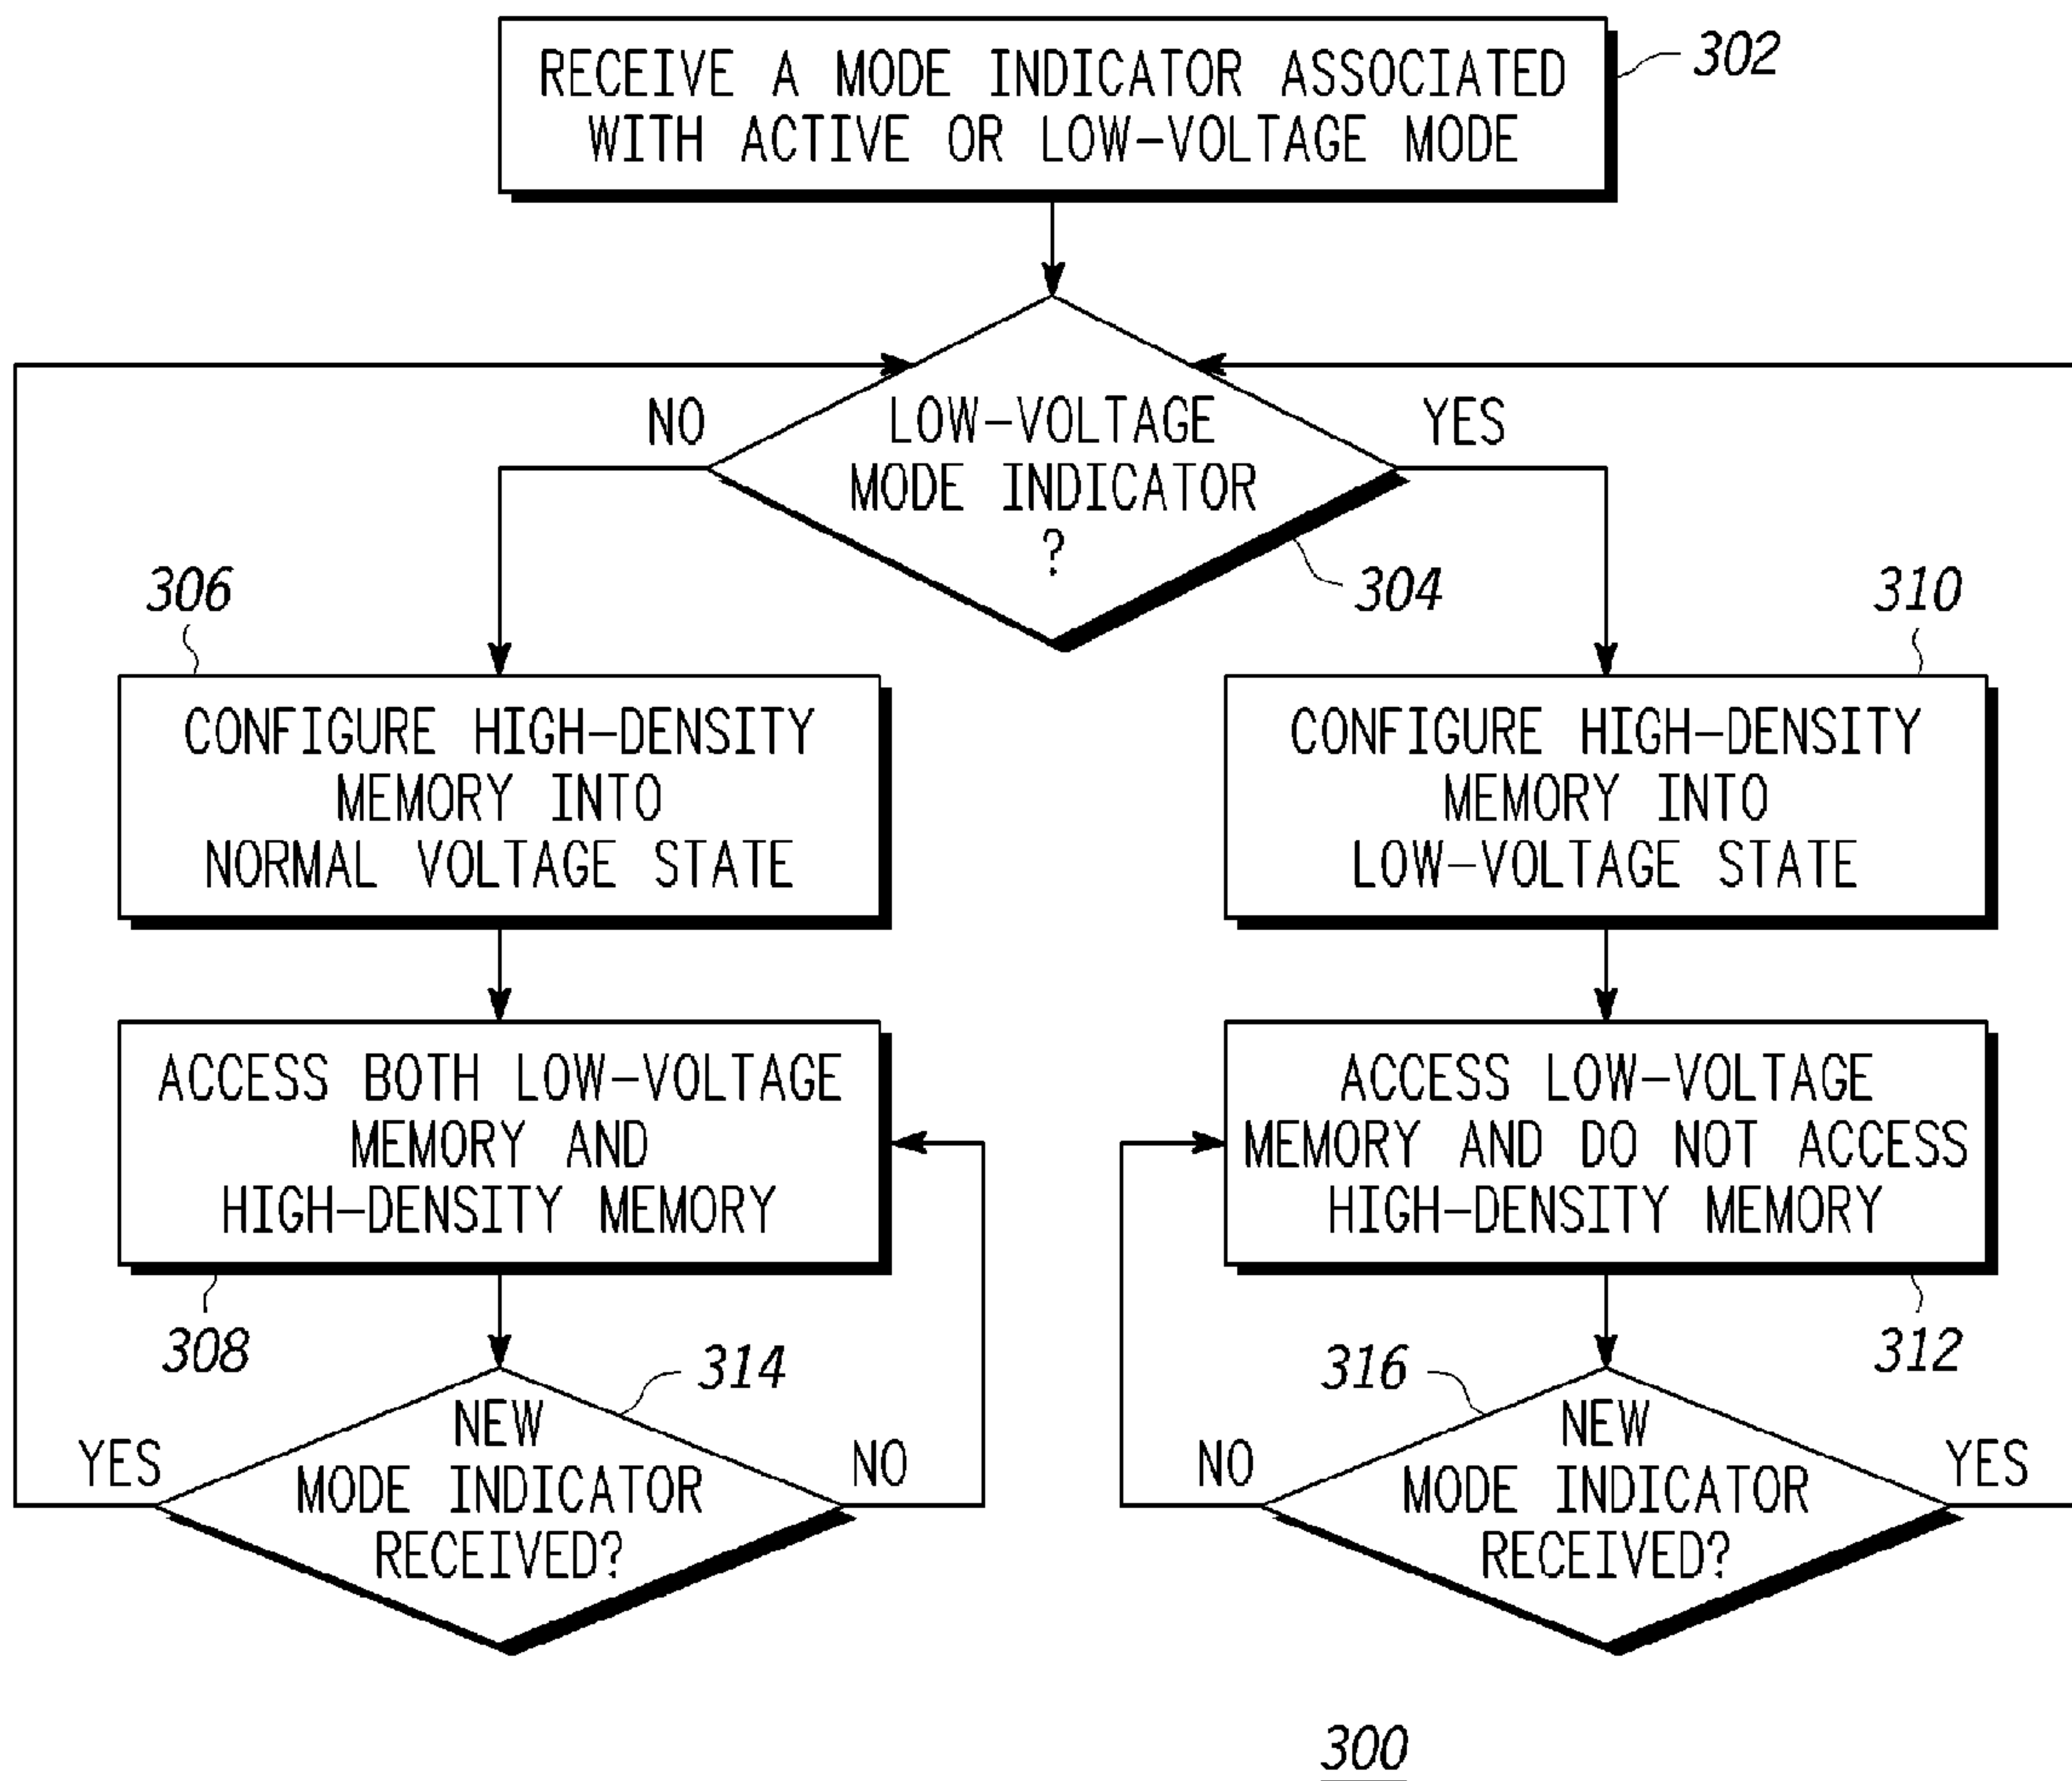 RECEIVE A MODE INDICATOR ASSOCIATED
WITH ACTIVE OR LOW-VOLTAGE MODE
302
NO
LOW-VOLTAGE
MODE INDICATOR
?
YES
304
306
310
CONFIGURE HIGH-DENSITY
MEMORY INTO
NORMAL VOLTAGE STATE
CONFIGURE HIGH-DENSITY
MEMORY INTO
LOW-VOLTAGE STATE
ACCESS BOTH LOW-VOLTAGE
MEMORY AND
HIGH-DENSITY MEMORY
ACCESS LOW-VOLTAGE
MEMORY AND DO NOT ACCESS
HIGH-DENSITY MEMORY
308
314
316
312
YES
NEW
MODE INDICATOR
RECEIVED?
NO
NO
NEW
MODE INDICATOR
RECEIVED?
YES
300